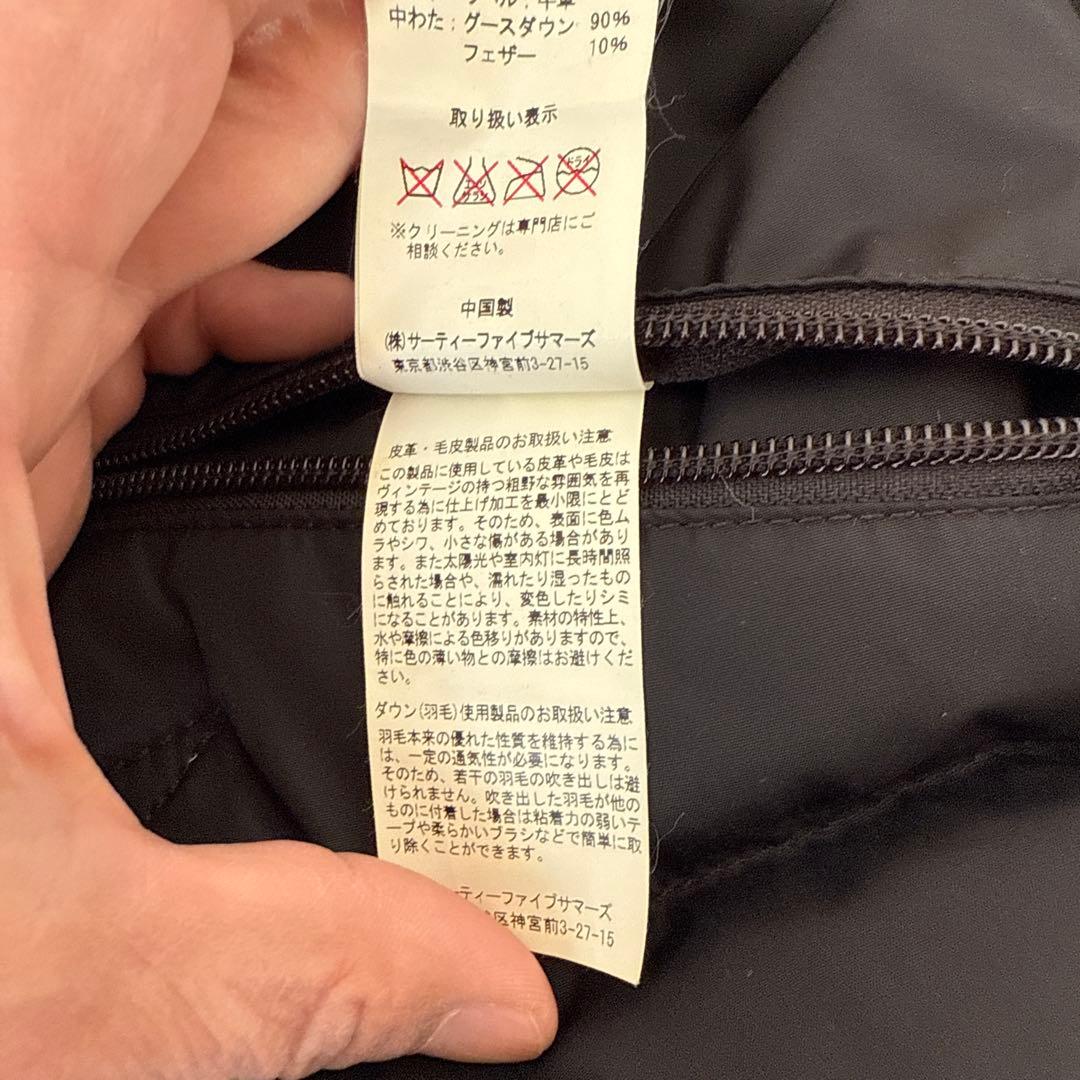 中わた:グースダウン 90%
フェザー 10%
取り扱い表示
エンソ
サラシ
ドライ
※クリーニングは専門店にご
相談ください。
中国製
(株)サーティーファイブサマーズ
東京都渋谷区神宮前3-27-15
皮革・毛皮製品のお取扱い注意
この製品に使用している皮革や毛皮は
ヴィンテージの持つ粗野な雰囲気を再
現する為に仕上げ加工を最小限にとど
めております。そのため、表面に色ム
ラやシワ、小さな傷がある場合があり
ます。また太陽光や室内灯に長時間照
らされた場合や、濡れたり湿ったもの
に触れることにより、変色したりシミ
になることがあります。素材の特性上、
水や摩擦による色移りがありますので、
特に色の薄い物との摩擦はお避けくだ
さい。
ダウン(羽毛)使用製品のお取扱い注意
羽毛本来の優れた性質を維持する為に
は、一定の通気性が必要になります。
そのため、若干の羽毛の吹き出しは避
けられません。吹き出した羽毛が他の
ものに付着した場合は粘着力の弱いテ
ープや柔らかいブラシなどで簡単に取
り除くことができます。
ーティーファイブサマーズ
区神宮前3-27-15